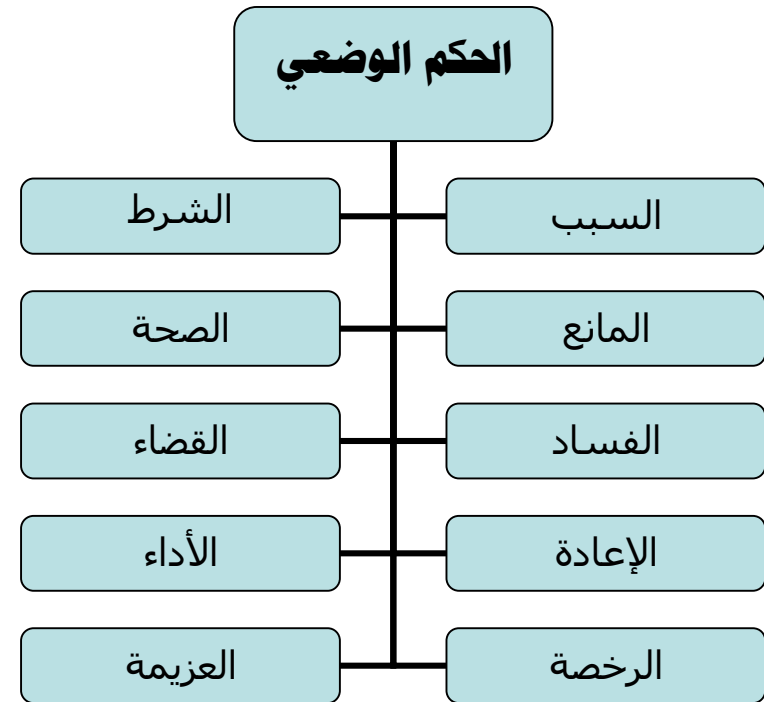 الحكم الوضعي
السبب
الشرط
المانع
الصحة
الفساد
القضاء
الإعادة
الأداء
الرخصة
العزيمة